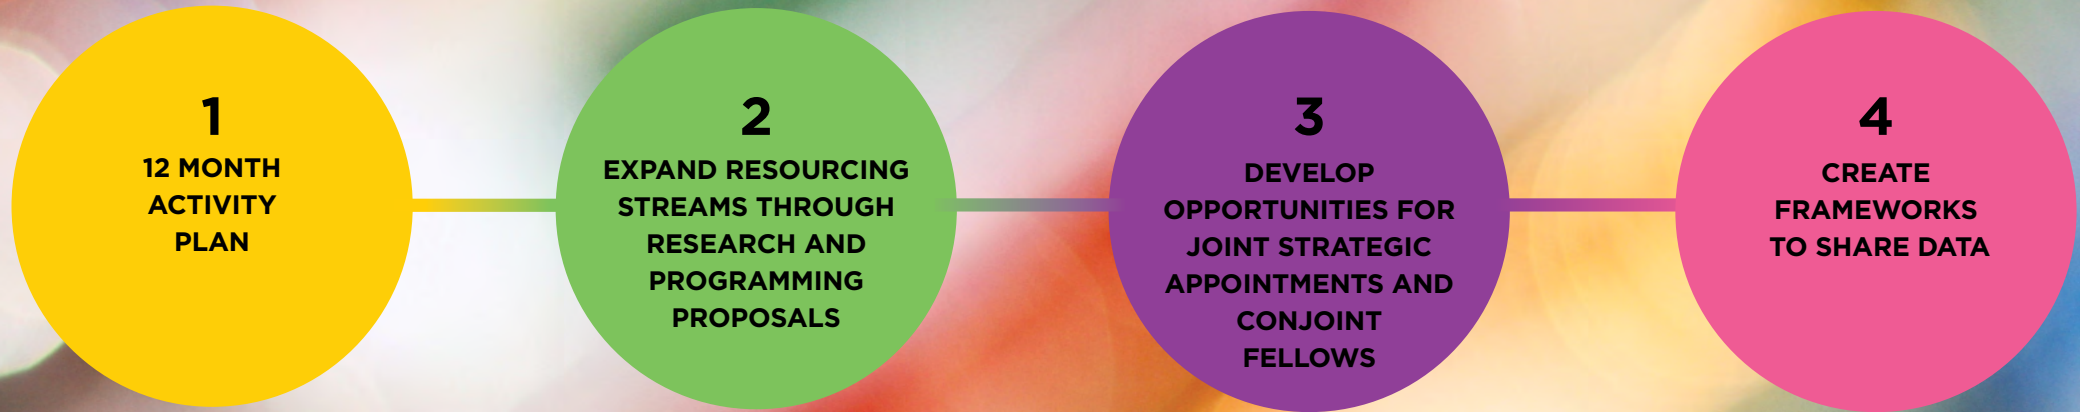 1
12 MONTH
ACTIVITY
PLAN
2
EXPAND RESOURCING
STREAMS THROUGH
RESEARCH AND
PROGRAMMING
PROPOSALS
3
DEVELOP
OPPORTUNITIES FOR
JOINT STRATEGIC
APPOINTMENTS AND
CONJOINT
FELLOWS
4
CREATE
FRAMEWORKS
TO SHARE DATA